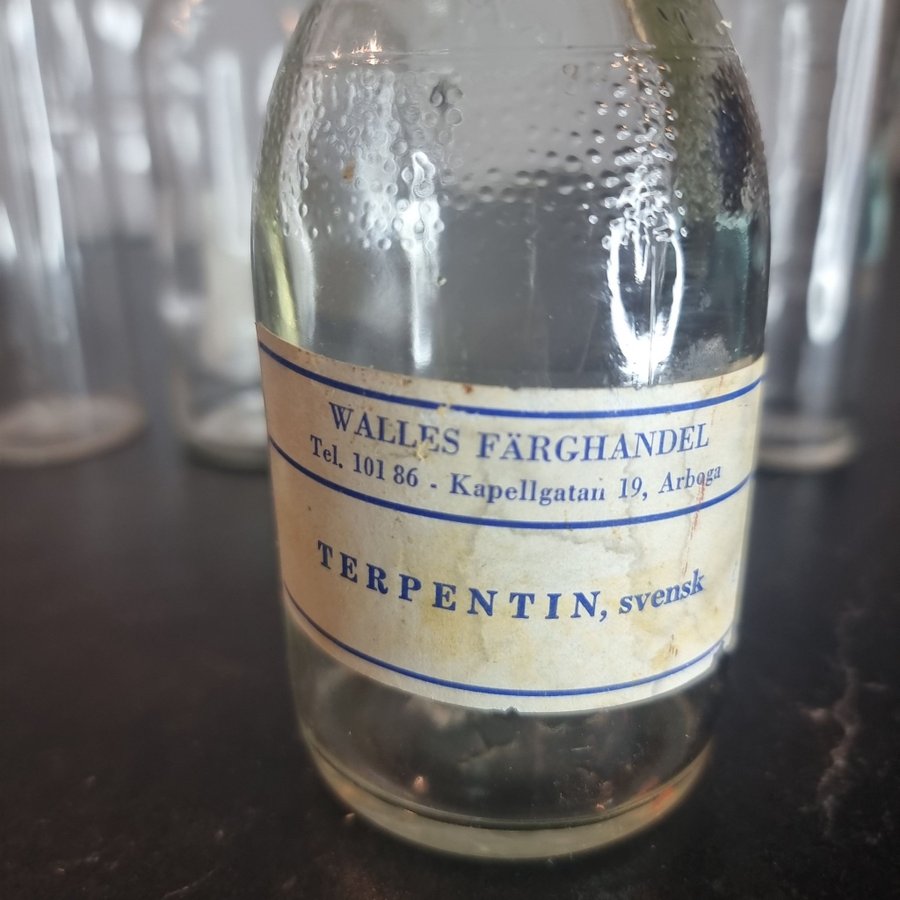 WALLES FÄRGHANDEL
Tel. 101 86 - Kapellgatan 19, Arboga
TERPENTIN, svensk